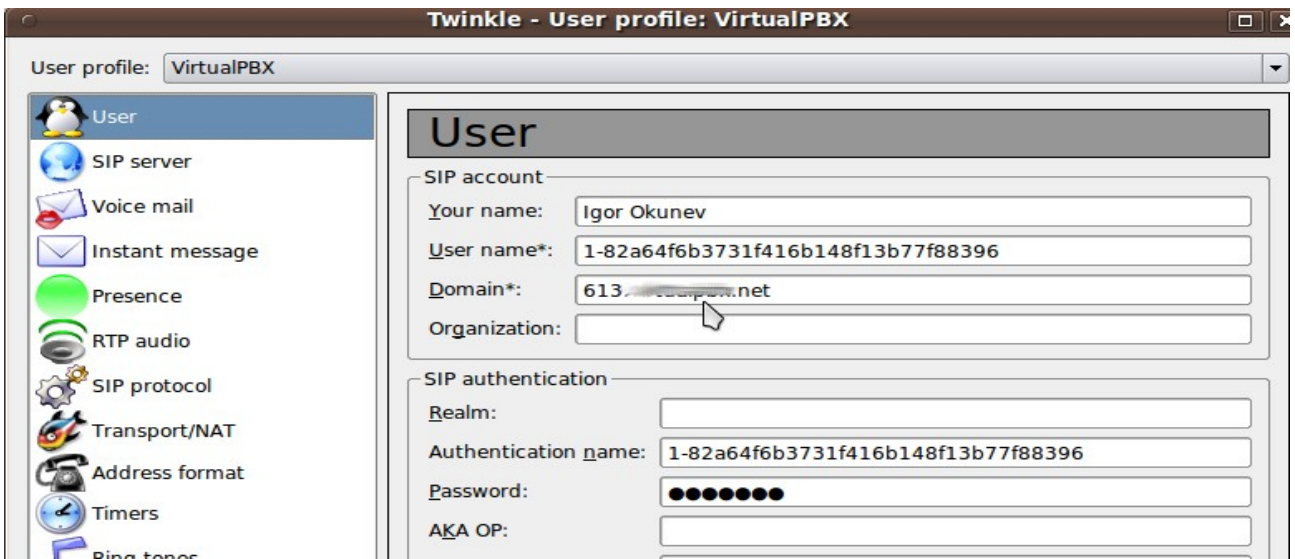 Twinkle - User profile: VirtualPBX
User profile: VirtualPBX
User
SIP server
Voice mail
Instant message
Presence
RTP audio
SIP protocol
Transport/NAT
Address format
Timers
Ring tones
User
SIP account
Your name: Igor Okunev
User name*: 1-82a64f6b3731f416b148f13b77f88396
Domain*: 613. .net
Organization:
SIP authentication
Realm:
Authentication name: 1-82a64f6b3731f416b148f13b77f88396
Password: ●●●●●●●
AKA OP: